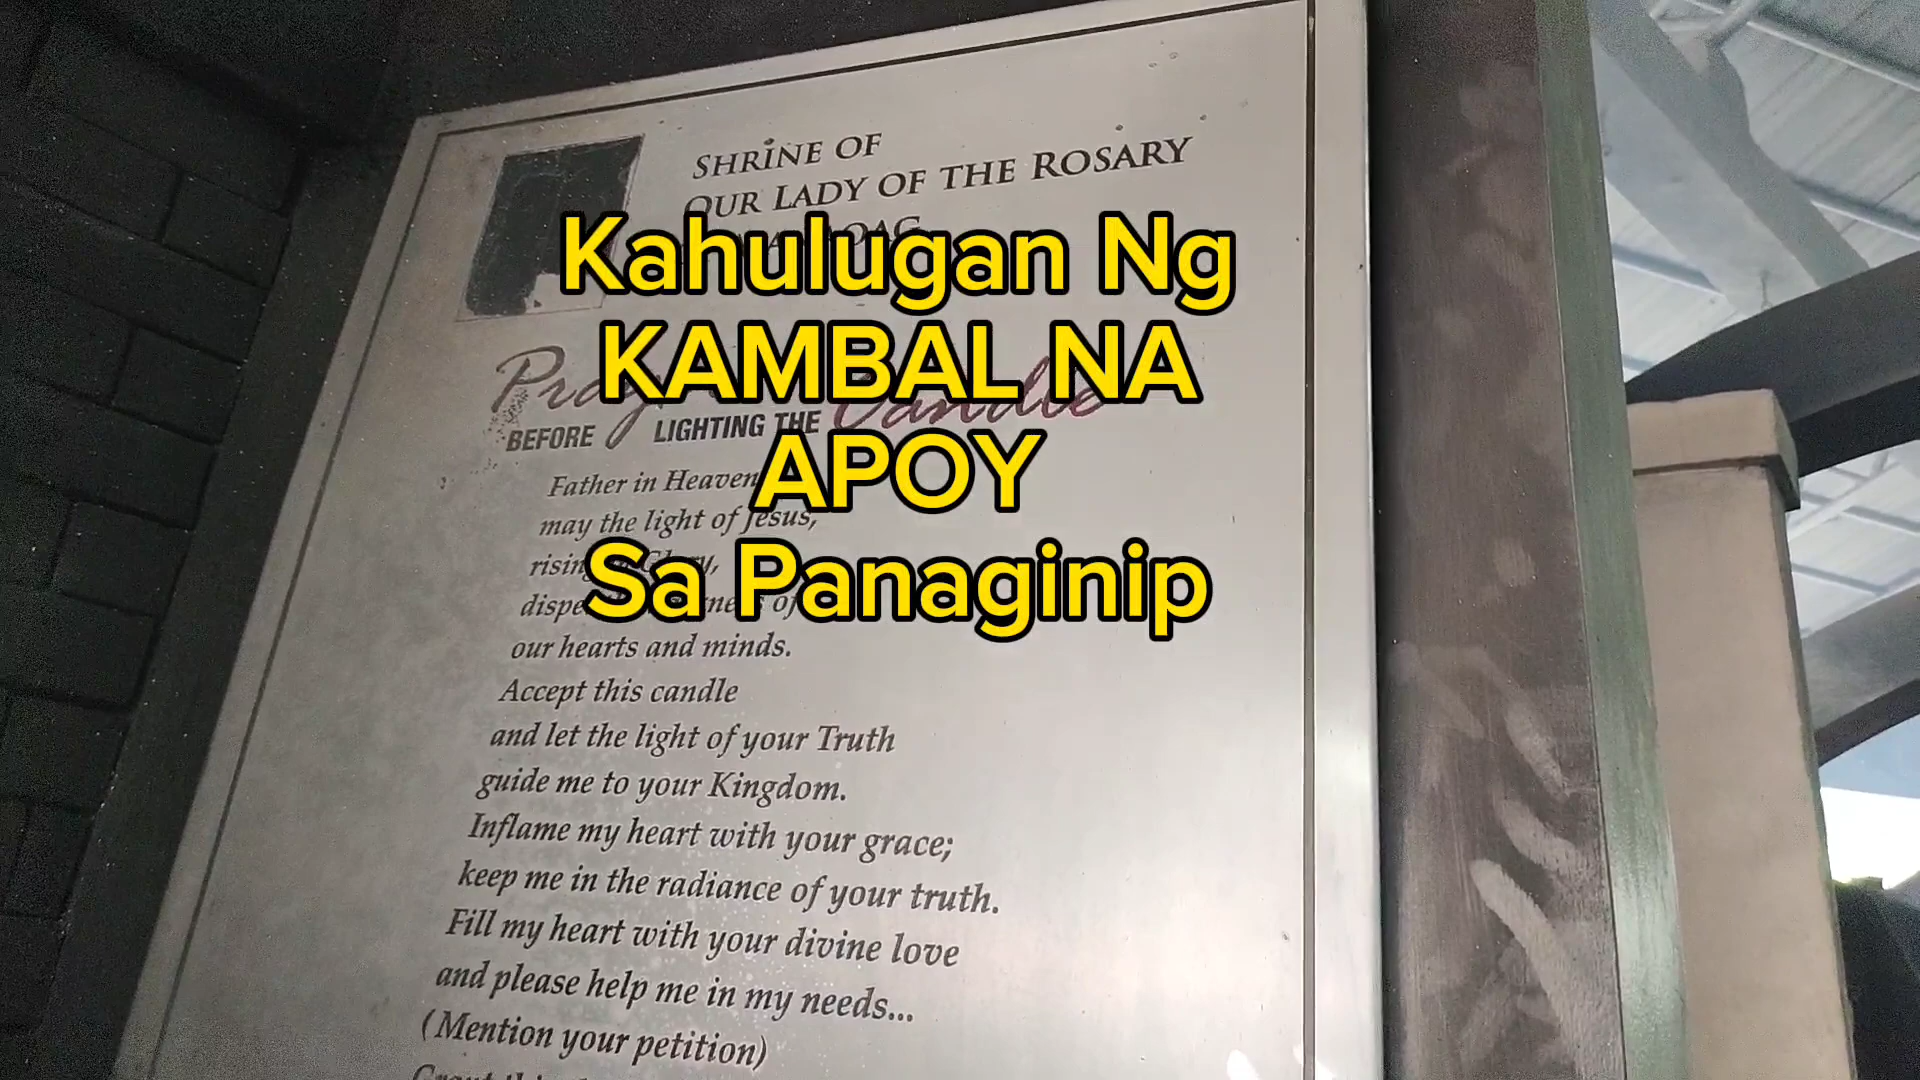 SHRINE OF
OUR LADY OF THE ROSARY
Kahulugan Ng
KAMBAL NA
APOY
Sa Panaginip
BEFORE LIGHTING THE Candle
Father in Heaven
may the light of Jesus,
our hearts and minds.
Accept this candle
and let the light of your Truth
guide me to your Kingdom.
Inflame my heart with your grace;
keep me in the radiance of your truth.
Fill my heart with your divine love
and please help me in my needs...
(Mention your petition)